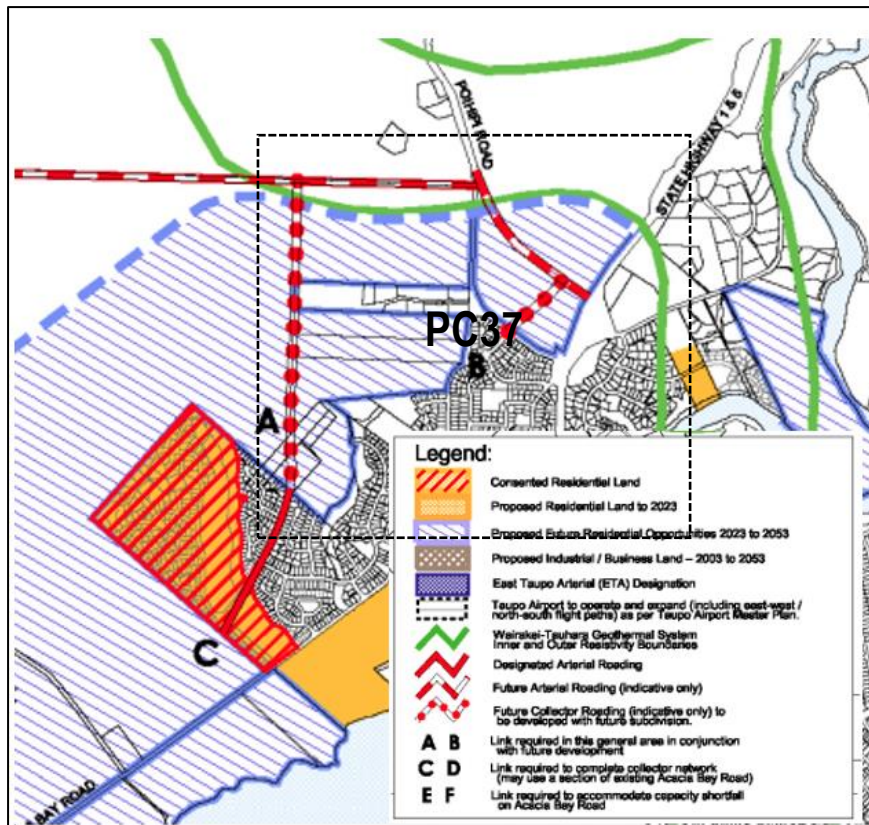 POIHIPI ROAD
STATE HIGHWAY 1 & 5
PC37
B
A
C
BAY ROAD
Legend:
Consented Residential Land
Proposed Residential Land to 2023
Proposed Future Residential Opportunities 2023 to 2053
Proposed Industrial / Business Land – 2003 to 2053
East Taupo Arterial (ETA) Designation
Taupo Airport to operate and expand (including east-west /
north-south flight paths) as per Taupo Airport Master Plan.
Wairakei-Tauhara Geothermal System
Inner and Outer Resistivity Boundaries
Designated Arterial Roading
Future Arterial Roading (indicative only)
Future Collector Roading (indicative only) to
be developed with future subdivision.
A B Link required in this general area in conjunction
with future development
C D Link required to complete collector network
(may use a section of existing Acacia Bay Road)
E F Link required to accommodate capacity shortfall
on Acacia Bay Road